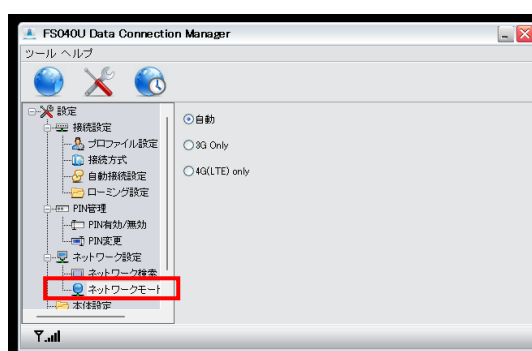 FS040U Data Connection Manager
ツール ヘルプ
設定
接続設定
プロファイル設定
接続方式
自動接続設定
ローミング設定
PIN管理
PIN有効/無効
PIN変更
ネットワーク設定
ネットワーク検索
ネットワークモード
本体設定
自動
3G Only
4G(LTE) only